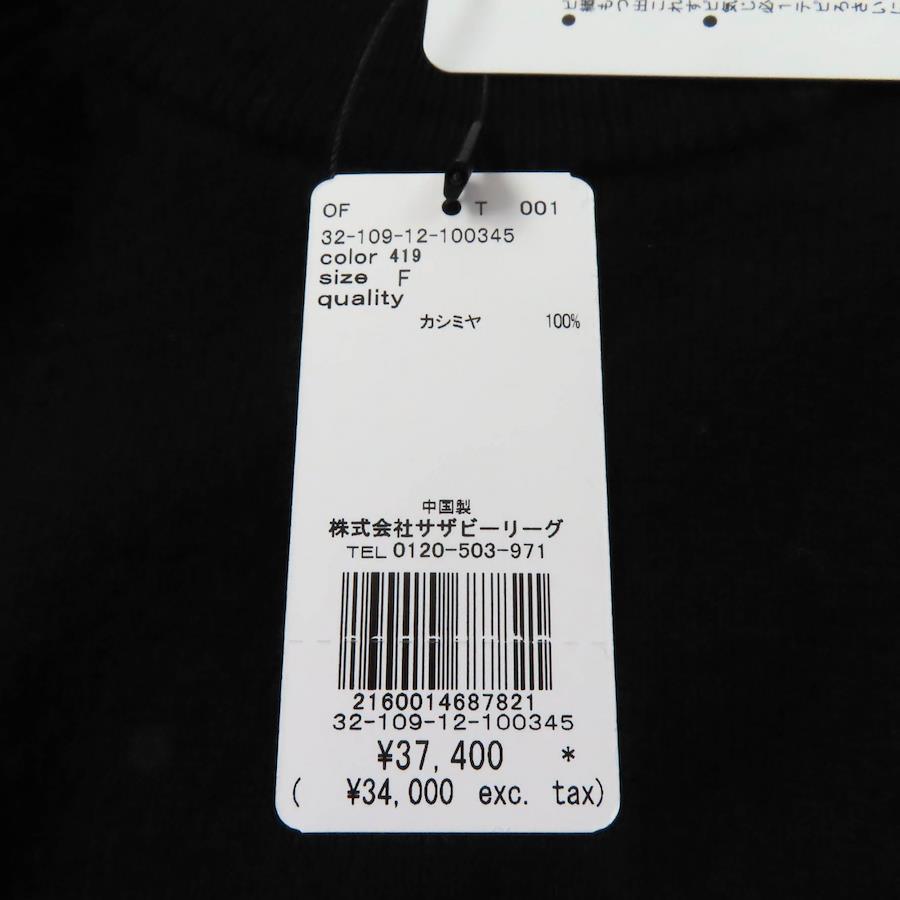 OF T 001
32-109-12-100345
color 419
size F
quality
カシミヤ 100%
中国製
株式会社サザビーリーグ
TEL 0120-503-971
2160014687821
32-109-12-100345
¥37,400 *
( ¥34,000 exc. tax)